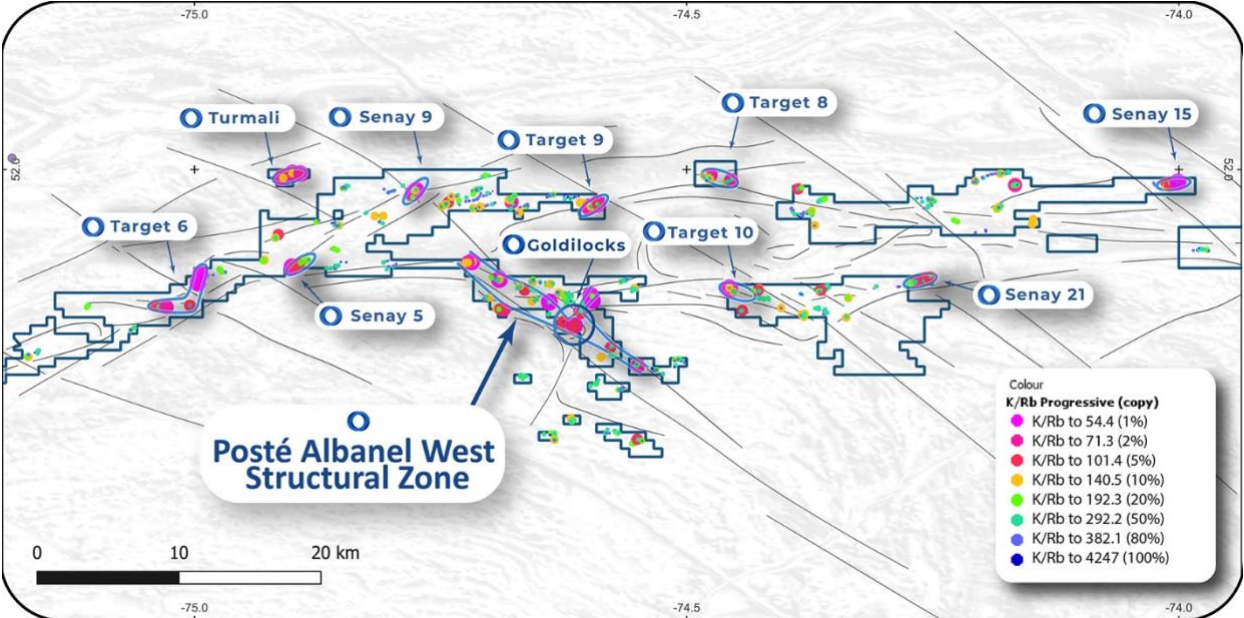 -75.0
-74.5
-74.0
Target 8
Turmali
Senay 9
Senay 15
Target 9
52.0
52.0
Target 6
Target 10
Goldilocks
Senay 21
Senay 5
Colour
K/Rb Progressive (copy)
K/Rb to 54.4 (1%)
K/Rb to 71.3 (2%)
K/Rb to 101.4 (5%)
K/Rb to 140.5 (10%)
K/Rb to 192.3 (20%)
K/Rb to 292.2 (50%)
K/Rb to 382.1 (80%)
K/Rb to 4247 (100%)
Posté Albanel West
Structural Zone
0
10
20 km
-75.0
-74.5
-74.0